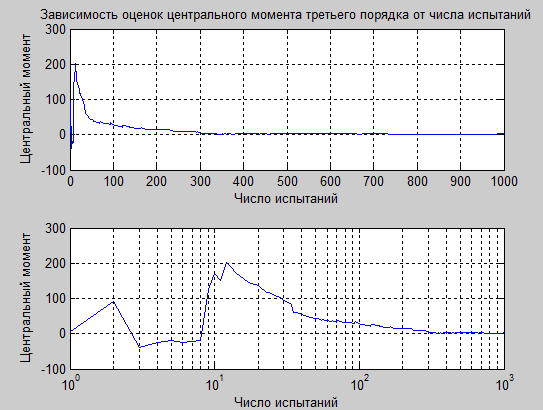 Зависимость оценок центрального момента третьего порядка от числа испытаний
300
200
100
0
-100
Центральный момент
0 100 200 300 400 500 600 700 800 900 1000
Число испытаний
300
200
100
0
-100
Центральный момент
10^0 10^1 10^2 10^3
Число испытаний